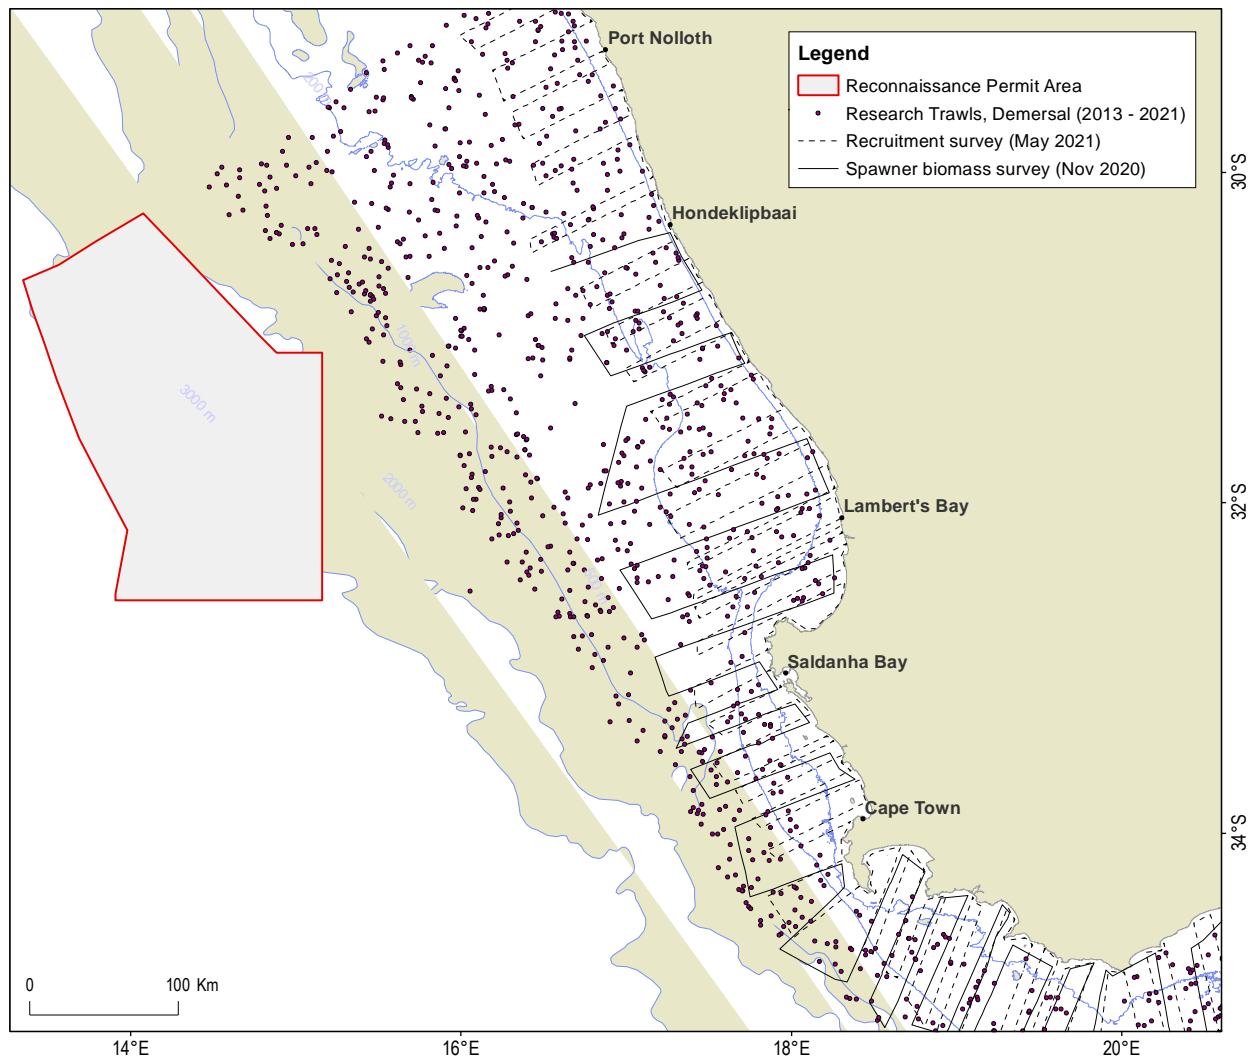 Port Nolloth
Legend
Reconnaissance Permit Area
Research Trawls, Demersal (2013 - 2021)
Recruitment survey (May 2021)
Spawner biomass survey (Nov 2020)
200 m
30°S
Hondeklipbaai
1000 m
3000 m
2000 m
32°S
Lambert's Bay
Saldanha Bay
Cape Town
34°S
0 100 Km
14°E 16°E 18°E 20°E